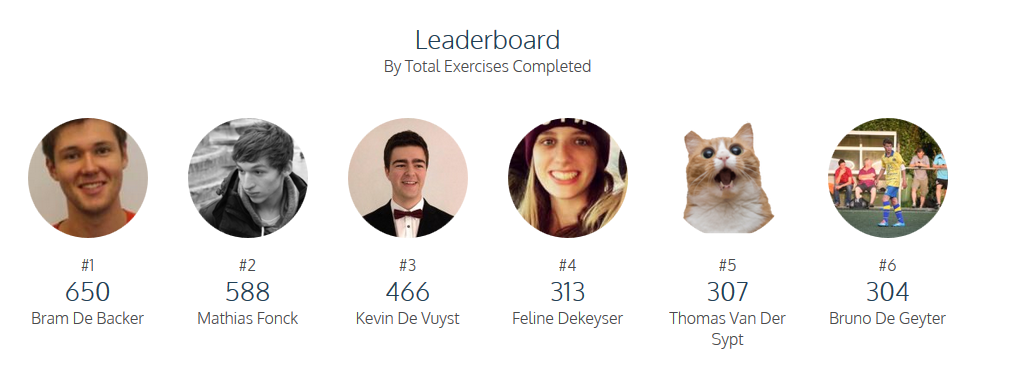 Leaderboard
By Total Exercises Completed
#1
650
Bram De Backer
#2
588
Mathias Fonck
#3
466
Kevin De Vuyst
#4
313
Feline Dekeyser
#5
307
Thomas Van Der
Sypt
#6
304
Bruno De Geyter